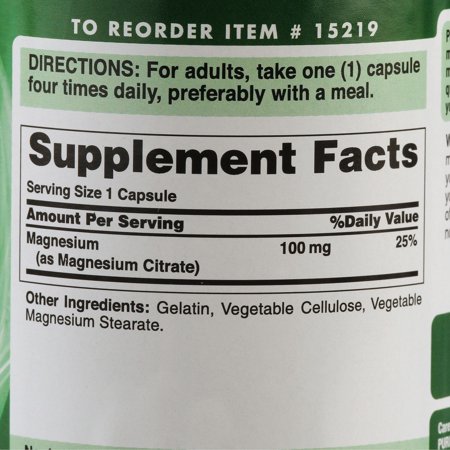 TO REORDER ITEM # 15219
DIRECTIONS: For adults, take one (1) capsule
four times daily, preferably with a meal.
Supplement Facts
Serving Size 1 Capsule
Amount Per Serving %Daily Value
Magnesium 100 mg 25%
(as Magnesium Citrate)
Other Ingredients: Gelatin, Vegetable Cellulose, Vegetable
Magnesium Stearate.